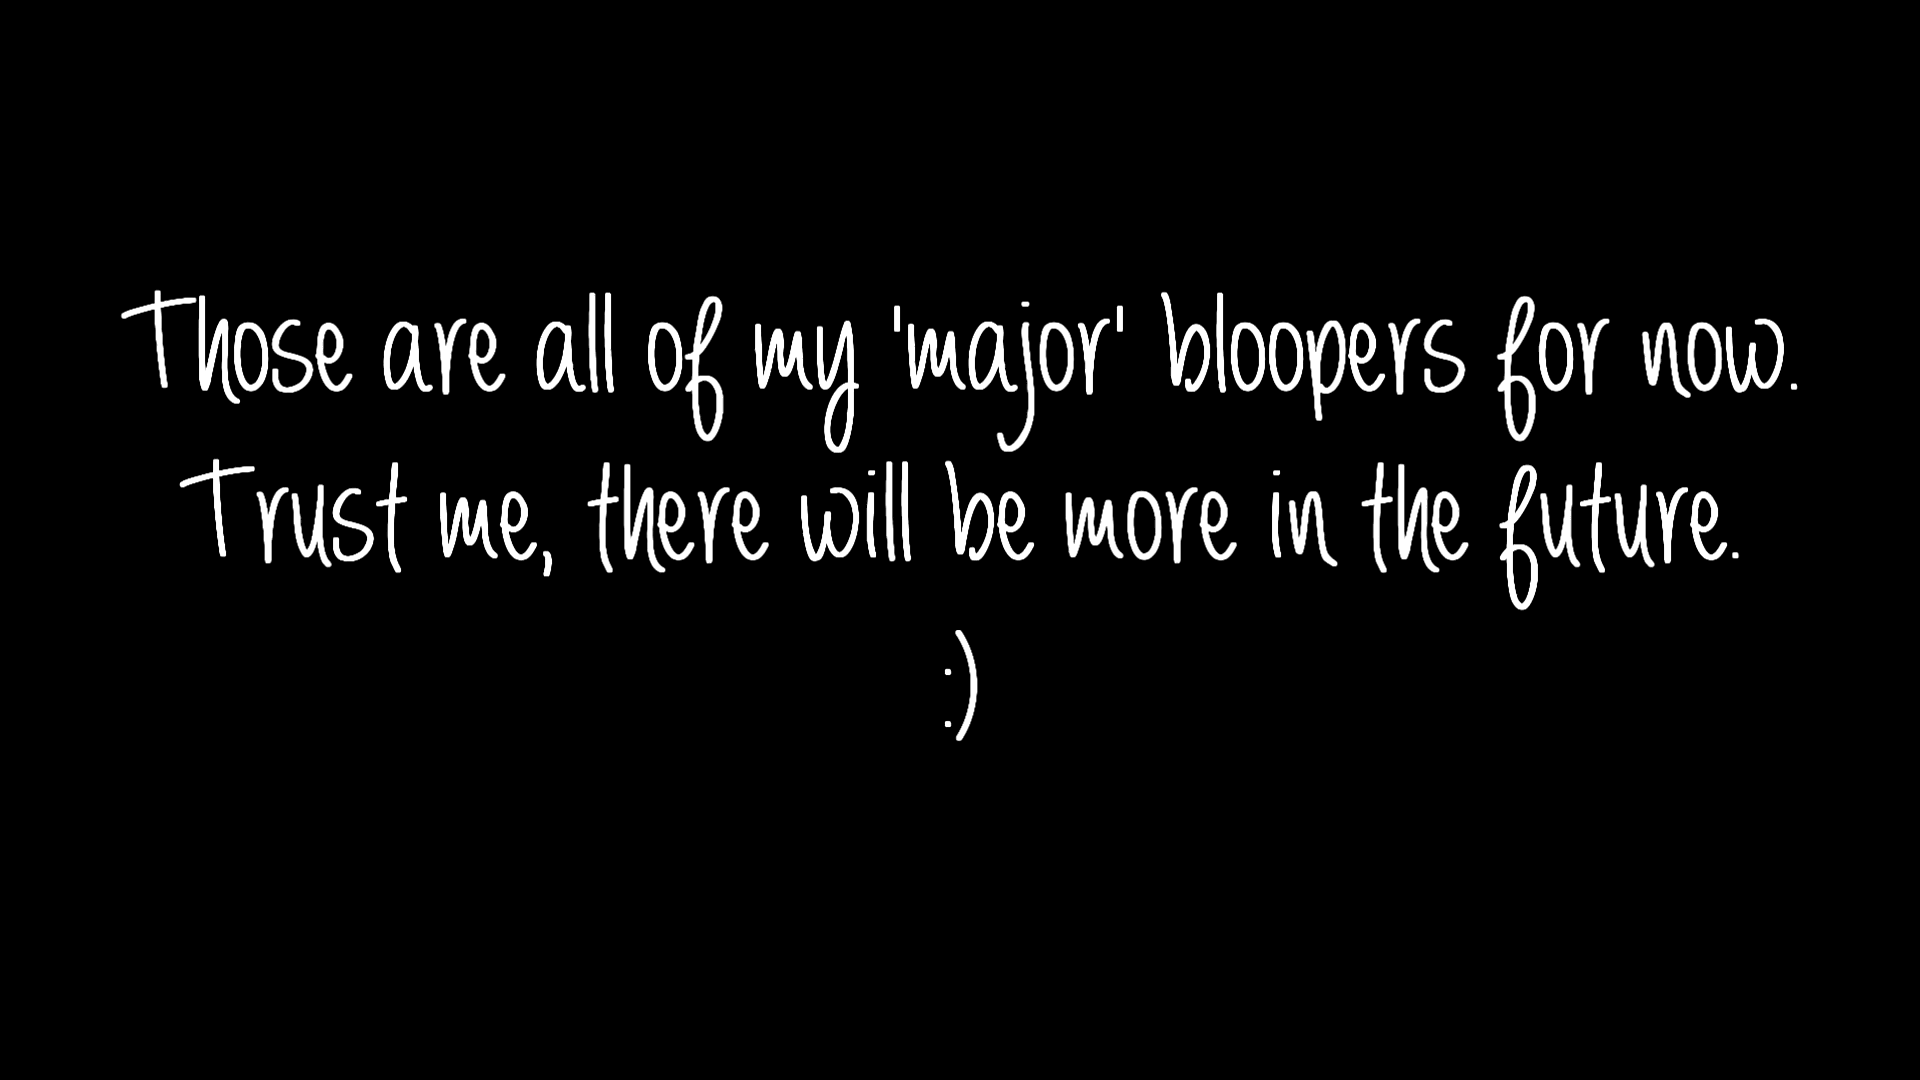 Those are all of my 'major' bloopers for now.
Trust me, there will be more in the future.
:)